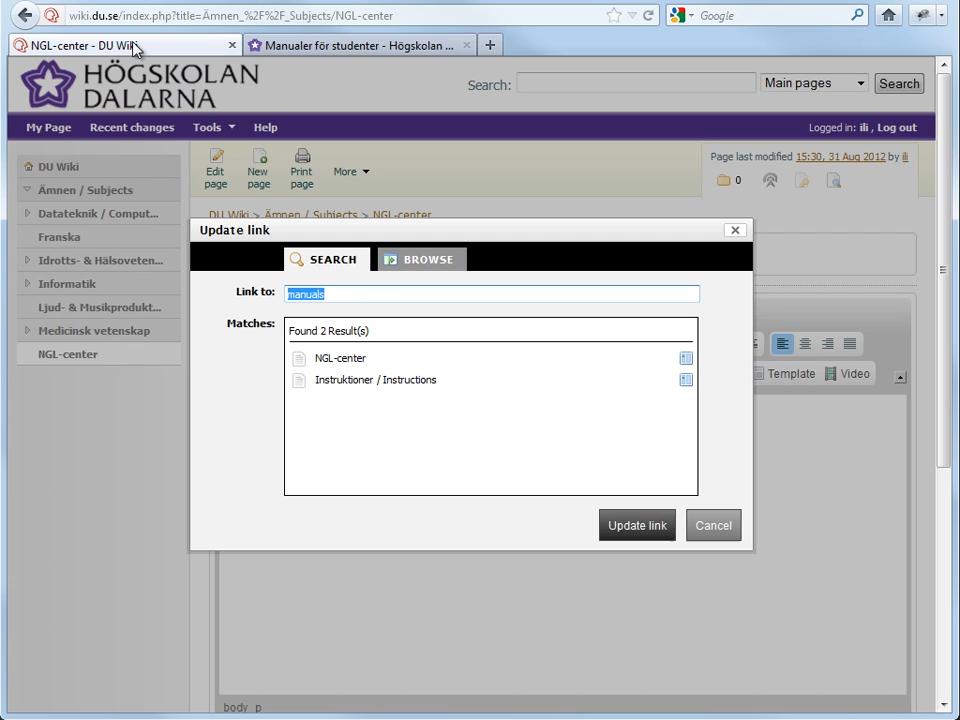 wiki.du.se/index.php?title=Ämnen_%2F%2F_Subjects/NGL-center
Google
NGL-center - DU Wiki
Manualer för studenter - Högskolan ...
HÖGSKOLAN
DALARNA
Search:
Main pages
Search
My Page
Recent changes
Tools
Help
Logged in: ili , Log out
DU Wiki
Ämnen / Subjects
Datateknik / Comput...
Franska
Idrotts- & Hälsoveten...
Informatik
Ljud- & Musikprodukt...
Medicinsk vetenskap
NGL-center
Edit
page
New
page
Print
page
More
Page last modified 15:30, 31 Aug 2012 by ili
0
DU Wiki > Ämnen / Subjects > NGL-center
Update link
SEARCH
BROWSE
Link to:
manuals
Matches:
Found 2 Result(s)
NGL-center
Instruktioner / Instructions
Update link
Cancel
Template
Video
body p